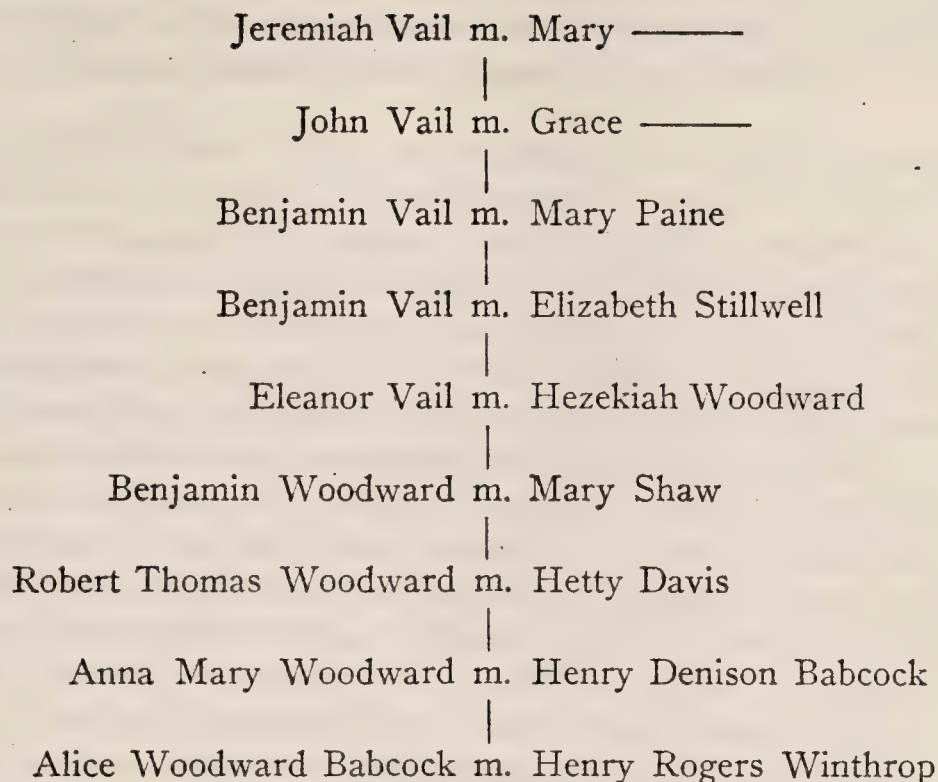 Jeremiah Vail m. Mary ———
John Vail m. Grace ———
Benjamin Vail m. Mary Paine
Benjamin Vail m. Elizabeth Stillwell
Eleanor Vail m. Hezekiah Woodward
Benjamin Woodward m. Mary Shaw
Robert Thomas Woodward m. Hetty Davis
Anna Mary Woodward m. Henry Denison Babcock
Alice Woodward Babcock m. Henry Rogers Winthrop